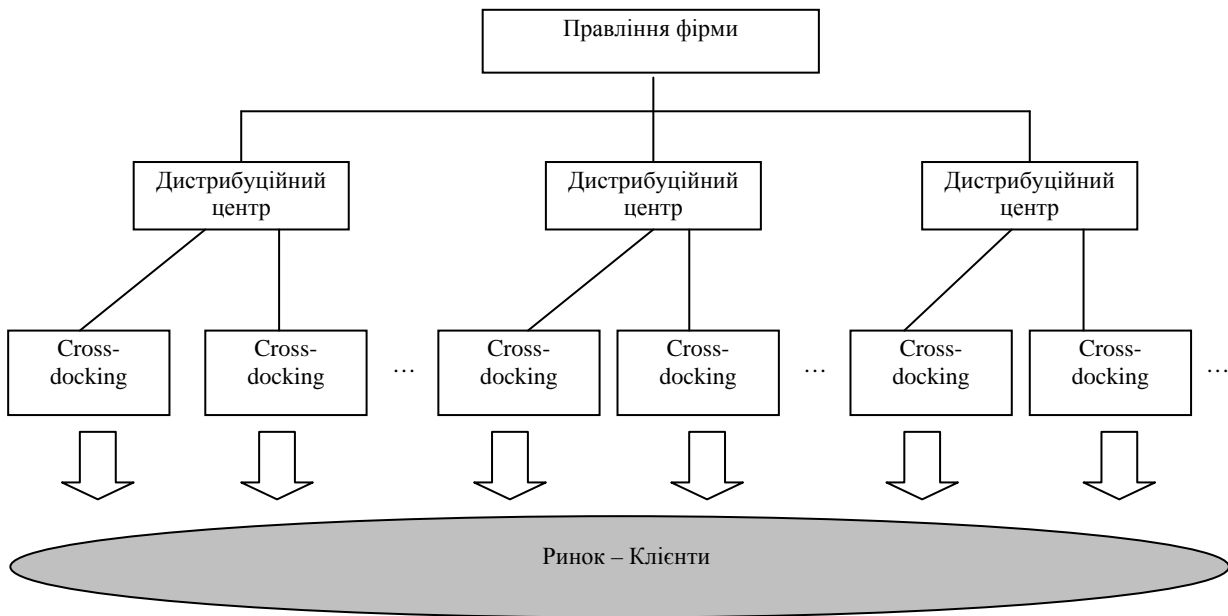 Правління фірми
Дистрибуційний
центр
Дистрибуційний
центр
Дистрибуційний
центр
Cross-
docking
Cross-
docking
...
Cross-
docking
Cross-
docking
...
Cross-
docking
Cross-
docking
...
Ринок – Клієнти